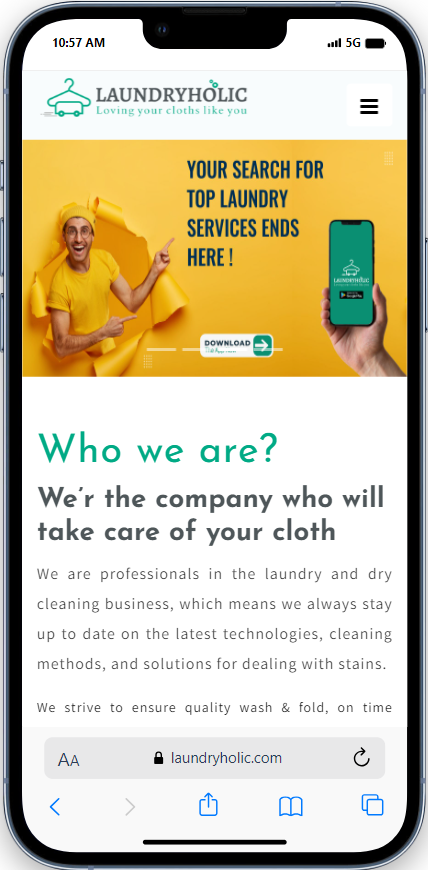 10:57 AM
5G
LAUNDRYHOLIC
Loving your cloths like you
YOUR SEARCH FOR
TOP LAUNDRY
SERVICES ENDS
HERE !
LAUNDRYHOLIC
Google Play
DOWNLOAD
Who we are?
We'r the company who will
take care of your cloth
We are professionals in the laundry and dry
cleaning business, which means we always stay
up to date on the latest technologies, cleaning
methods, and solutions for dealing with stains.
We strive to ensure quality wash & fold, on time
AA
laundryholic.com